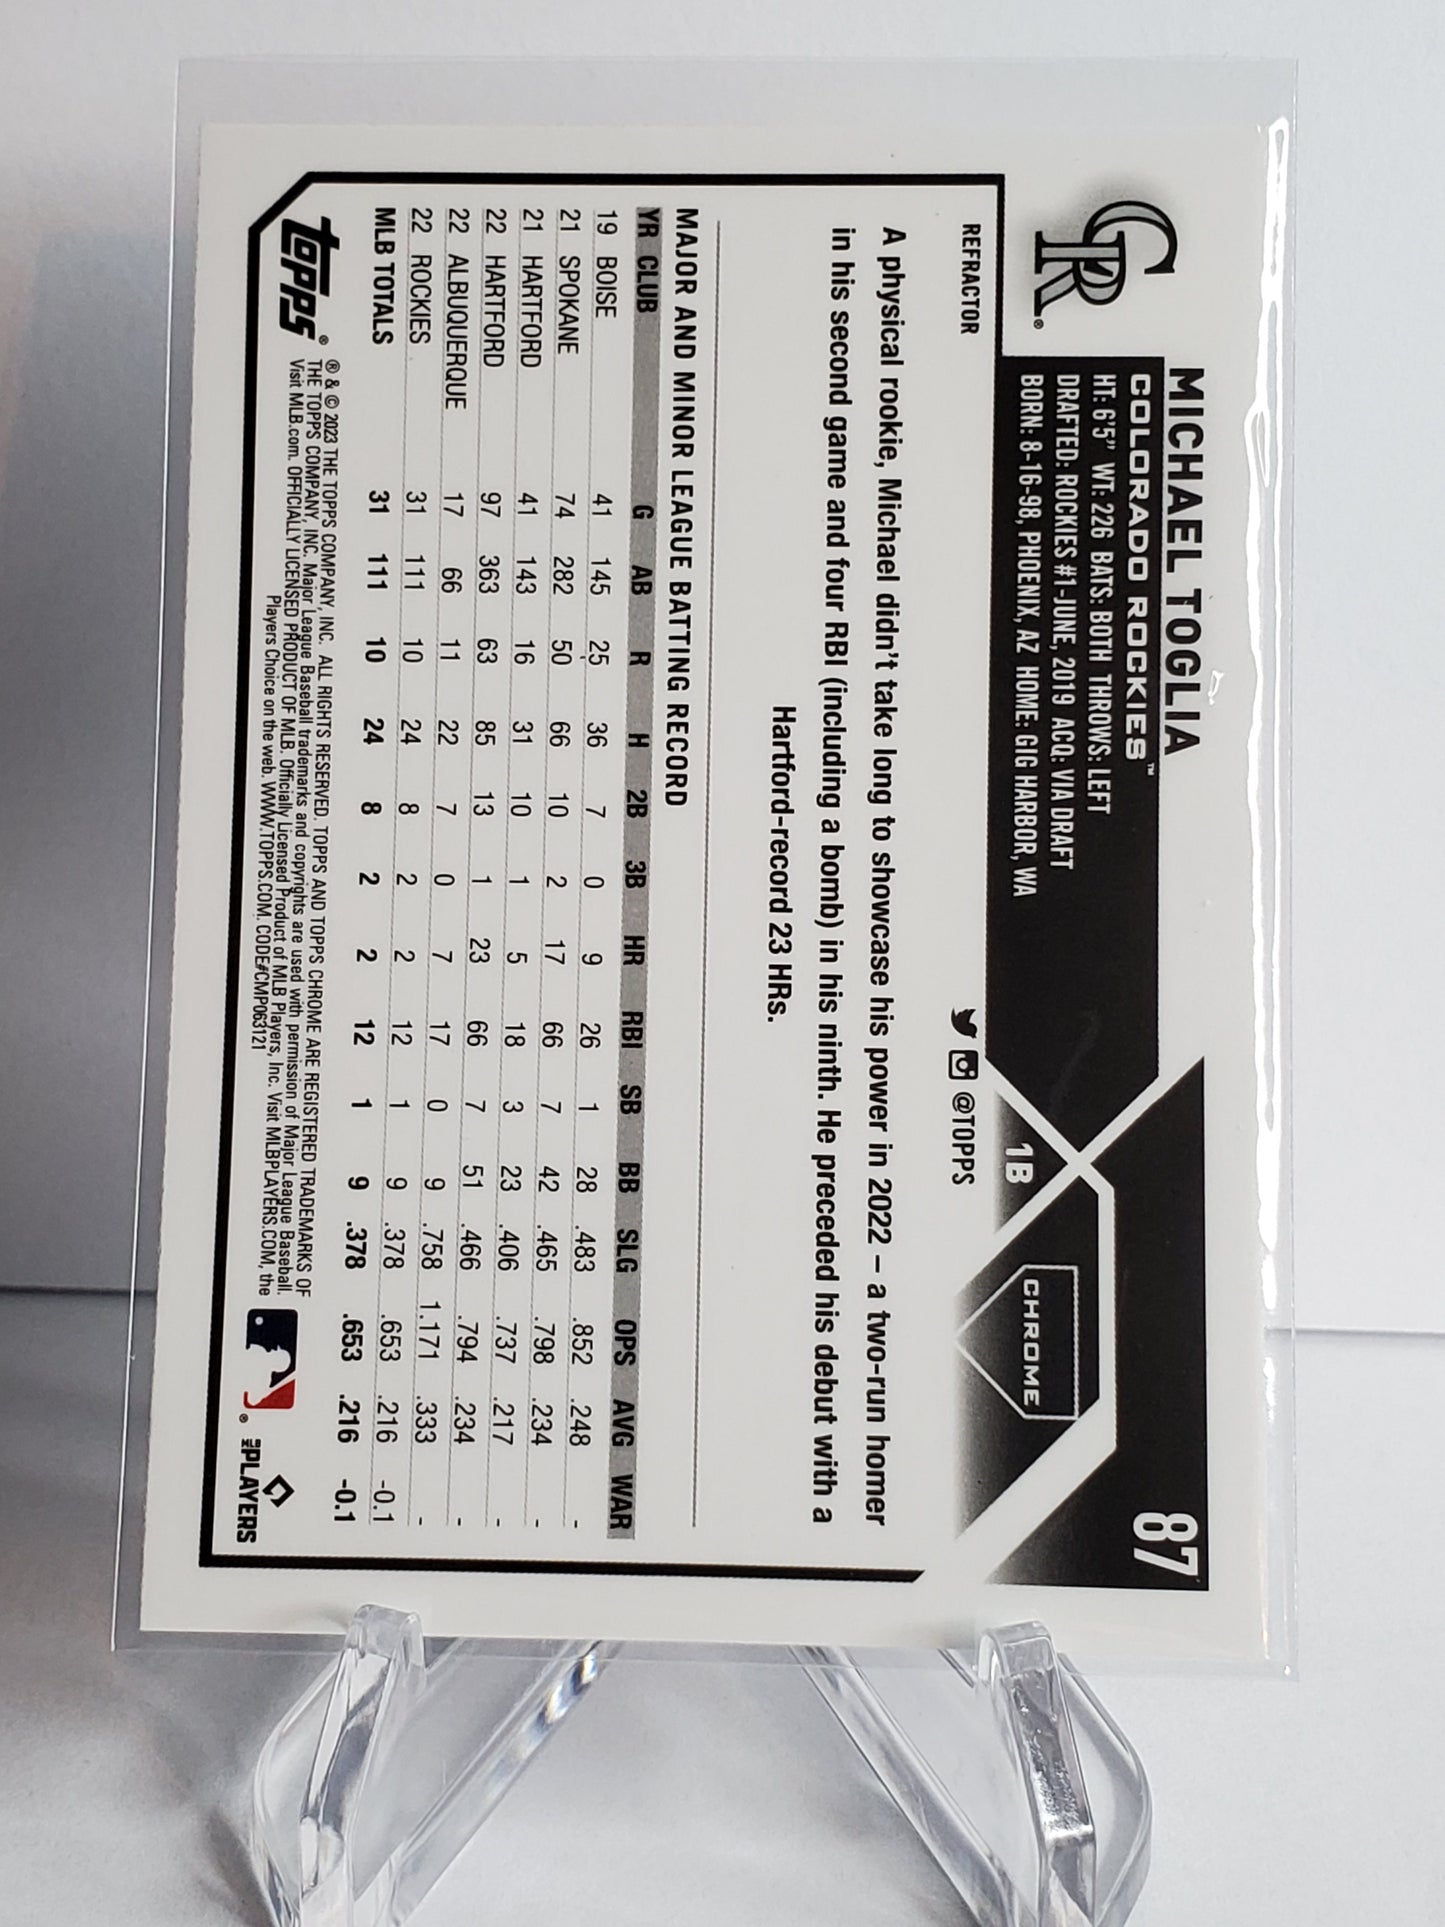 MICHAEL TOGLIA
87
CR®
COLORADO ROCKIES™
HT: 6'5" WT: 226 BATS: BOTH THROWS: LEFT
DRAFTED: ROCKIES #1-JUNE, 2019 ACQ: VIA DRAFT
BORN: 8-16-98, PHOENIX, AZ HOME: GIG HARBOR, WA
1B
CHROME
REFRACTOR
@TOPPS
A physical rookie, Michael didn't take long to showcase his power in 2022 – a two-run homer
in his second game and four RBI (including a bomb) in his ninth. He preceded his debut with a
Hartford-record 23 HRs.
MAJOR AND MINOR LEAGUE BATTING RECORD
YR CLUB G AB R H 2B 3B HR RBI SB BB SLG OPS AVG WAR
19 BOISE 41 145 25 36 7 0 9 26 1 28 .483 .852 .248 -
21 SPOKANE 74 282 50 66 10 2 17 66 7 42 .465 .798 .234 -
21 HARTFORD 41 143 16 31 10 1 5 18 3 23 .406 .737 .217 -
22 HARTFORD 97 363 63 85 13 1 23 66 7 51 .466 .794 .234 -
22 ALBUQUERQUE 17 66 11 22 7 0 7 17 0 9 .758 1.171 .333 -
22 ROCKIES 31 111 10 24 8 2 2 12 1 9 .378 .653 .216 -0.1
MLB TOTALS 31 111 10 24 8 2 2 12 1 9 .378 .653 .216 -0.1
topps®
® & © 2023 THE TOPPS COMPANY, INC. ALL RIGHTS RESERVED. TOPPS AND TOPPS CHROME ARE REGISTERED TRADEMARKS OF
THE TOPPS COMPANY, INC. Major League Baseball trademarks and copyrights are used with permission of Major League Baseball.
Visit MLB.com. OFFICIALLY LICENSED PRODUCT OF MLB. Officially Licensed Product of MLB Players, Inc. Visit MLBPLAYERS.COM, the
Players Choice on the web. WWW.TOPPS.COM. CODE#CMP063121
®
MLB PLAYERS